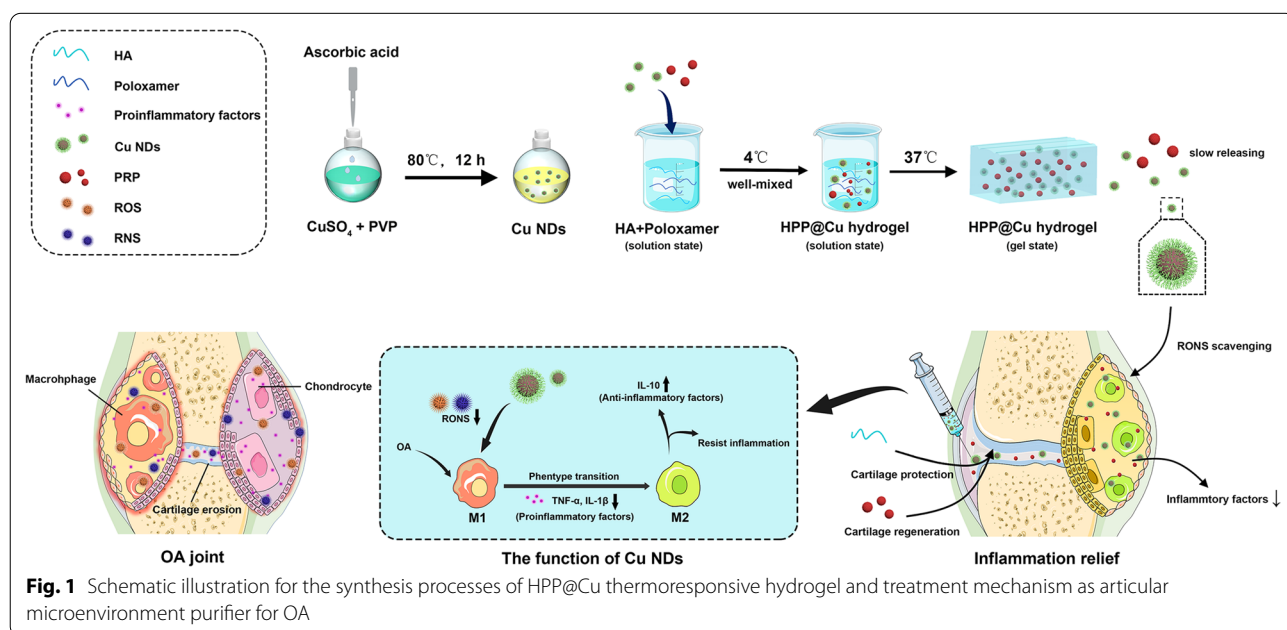 HA
Poloxamer
Proinflammatory factors
Cu NDs
PRP
ROS
RNS
Ascorbic acid
80℃, 12 h
CuSO₄ + PVP
Cu NDs
HA+Poloxamer
(solution state)
4℃
well-mixed
HPP@Cu hydrogel
(solution state)
37℃
HPP@Cu hydrogel
(gel state)
slow releasing
RONS scavenging
Macrohphage
Chondrocyte
Cartilage erosion
OA joint
RONS
OA
M1
Phentype transition
TNF-α, IL-1β
(Proinflammatory factors)
M2
IL-10
(Anti-inflammatory factors)
Resist inflammation
The function of Cu NDs
Cartilage protection
Cartilage regeneration
Inflammtory factors ↓
Inflammation relief
Fig. 1 Schematic illustration for the synthesis processes of HPP@Cu thermoresponsive hydrogel and treatment mechanism as articular
microenvironment purifier for OA